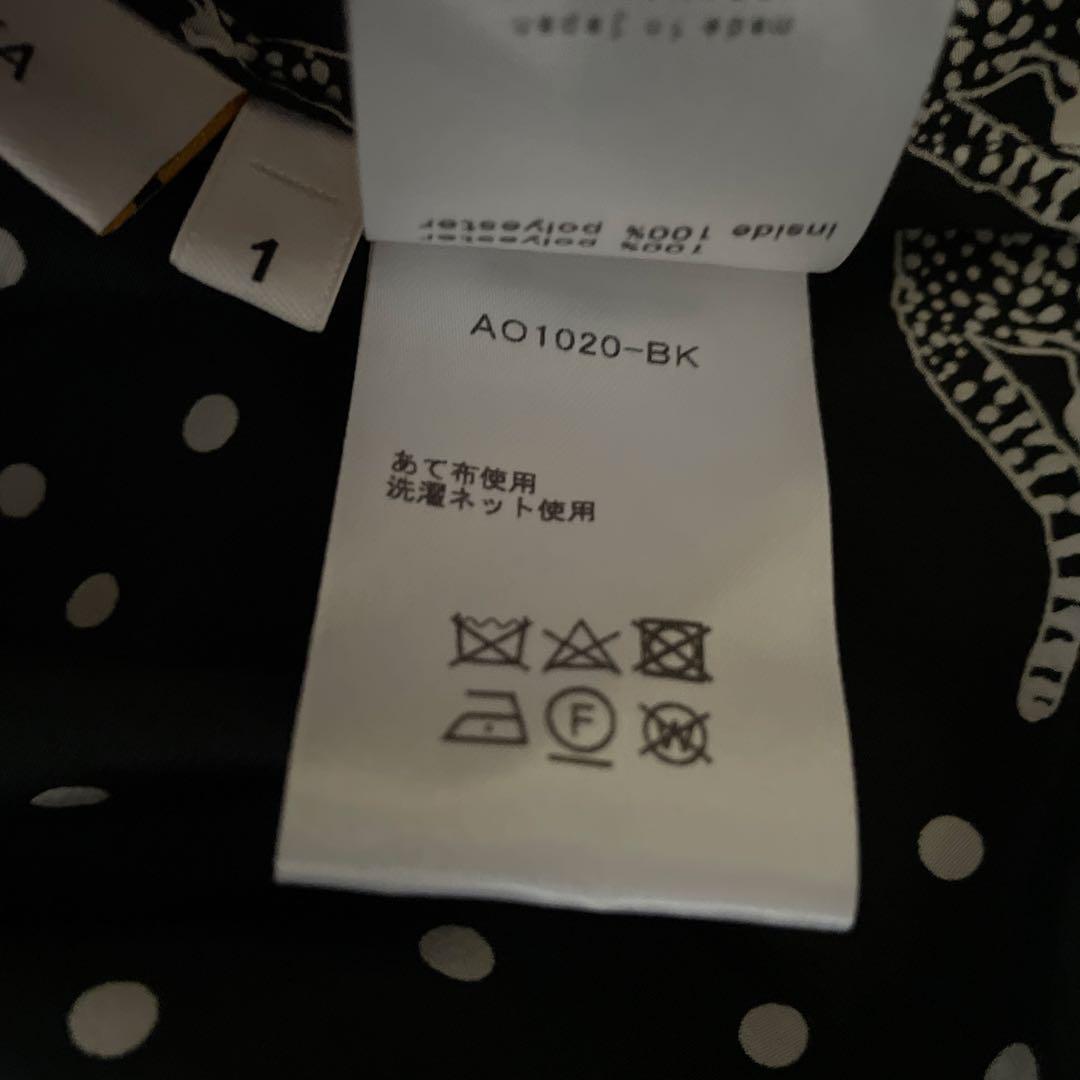 A
1
made in japan
inside 100% polyester
100% polyester
AO1020-BK
あて布使用
洗濯ネット使用
F
W